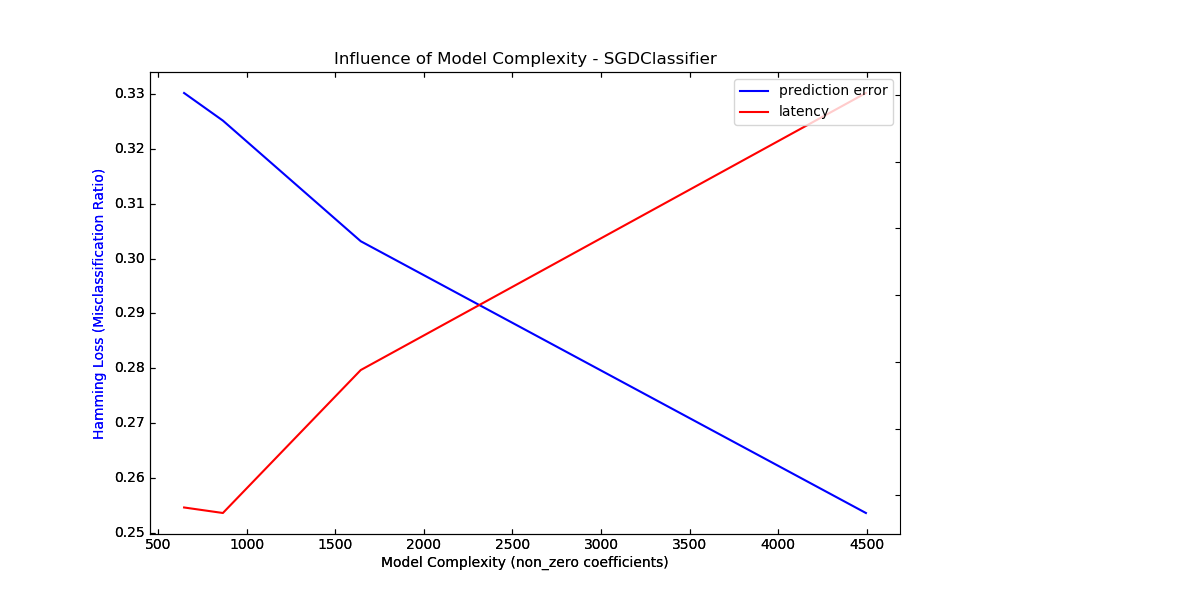 Influence of Model Complexity - SGDClassifier
prediction error
latency
Hamming Loss (Misclassification Ratio)
0.33
0.32
0.31
0.30
0.29
0.28
0.27
0.26
0.25
500 1000 1500 2000 2500 3000 3500 4000 4500
Model Complexity (non_zero coefficients)